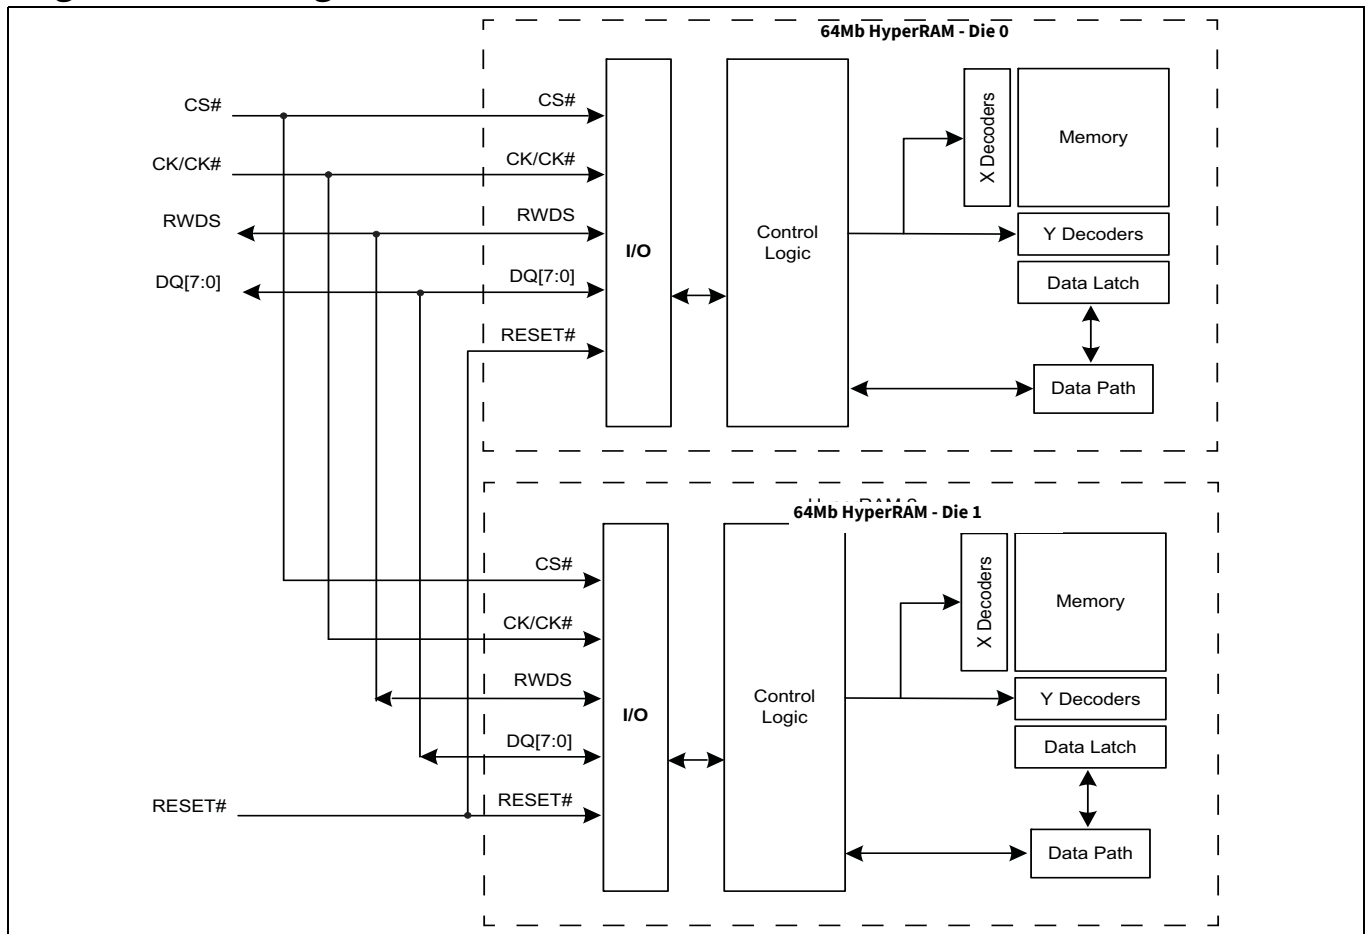 64Mb HyperRAM - Die 0
CS#
CS#
X Decoders
Memory
CK/CK#
CK/CK#
RWDS
RWDS
I/O
Control
Logic
Y Decoders
DQ[7:0]
DQ[7:0]
Data Latch
RESET#
Data Path
64Mb HyperRAM - Die 1
CS#
X Decoders
Memory
CK/CK#
RWDS
I/O
Control
Logic
Y Decoders
DQ[7:0]
Data Latch
RESET#
RESET#
Data Path